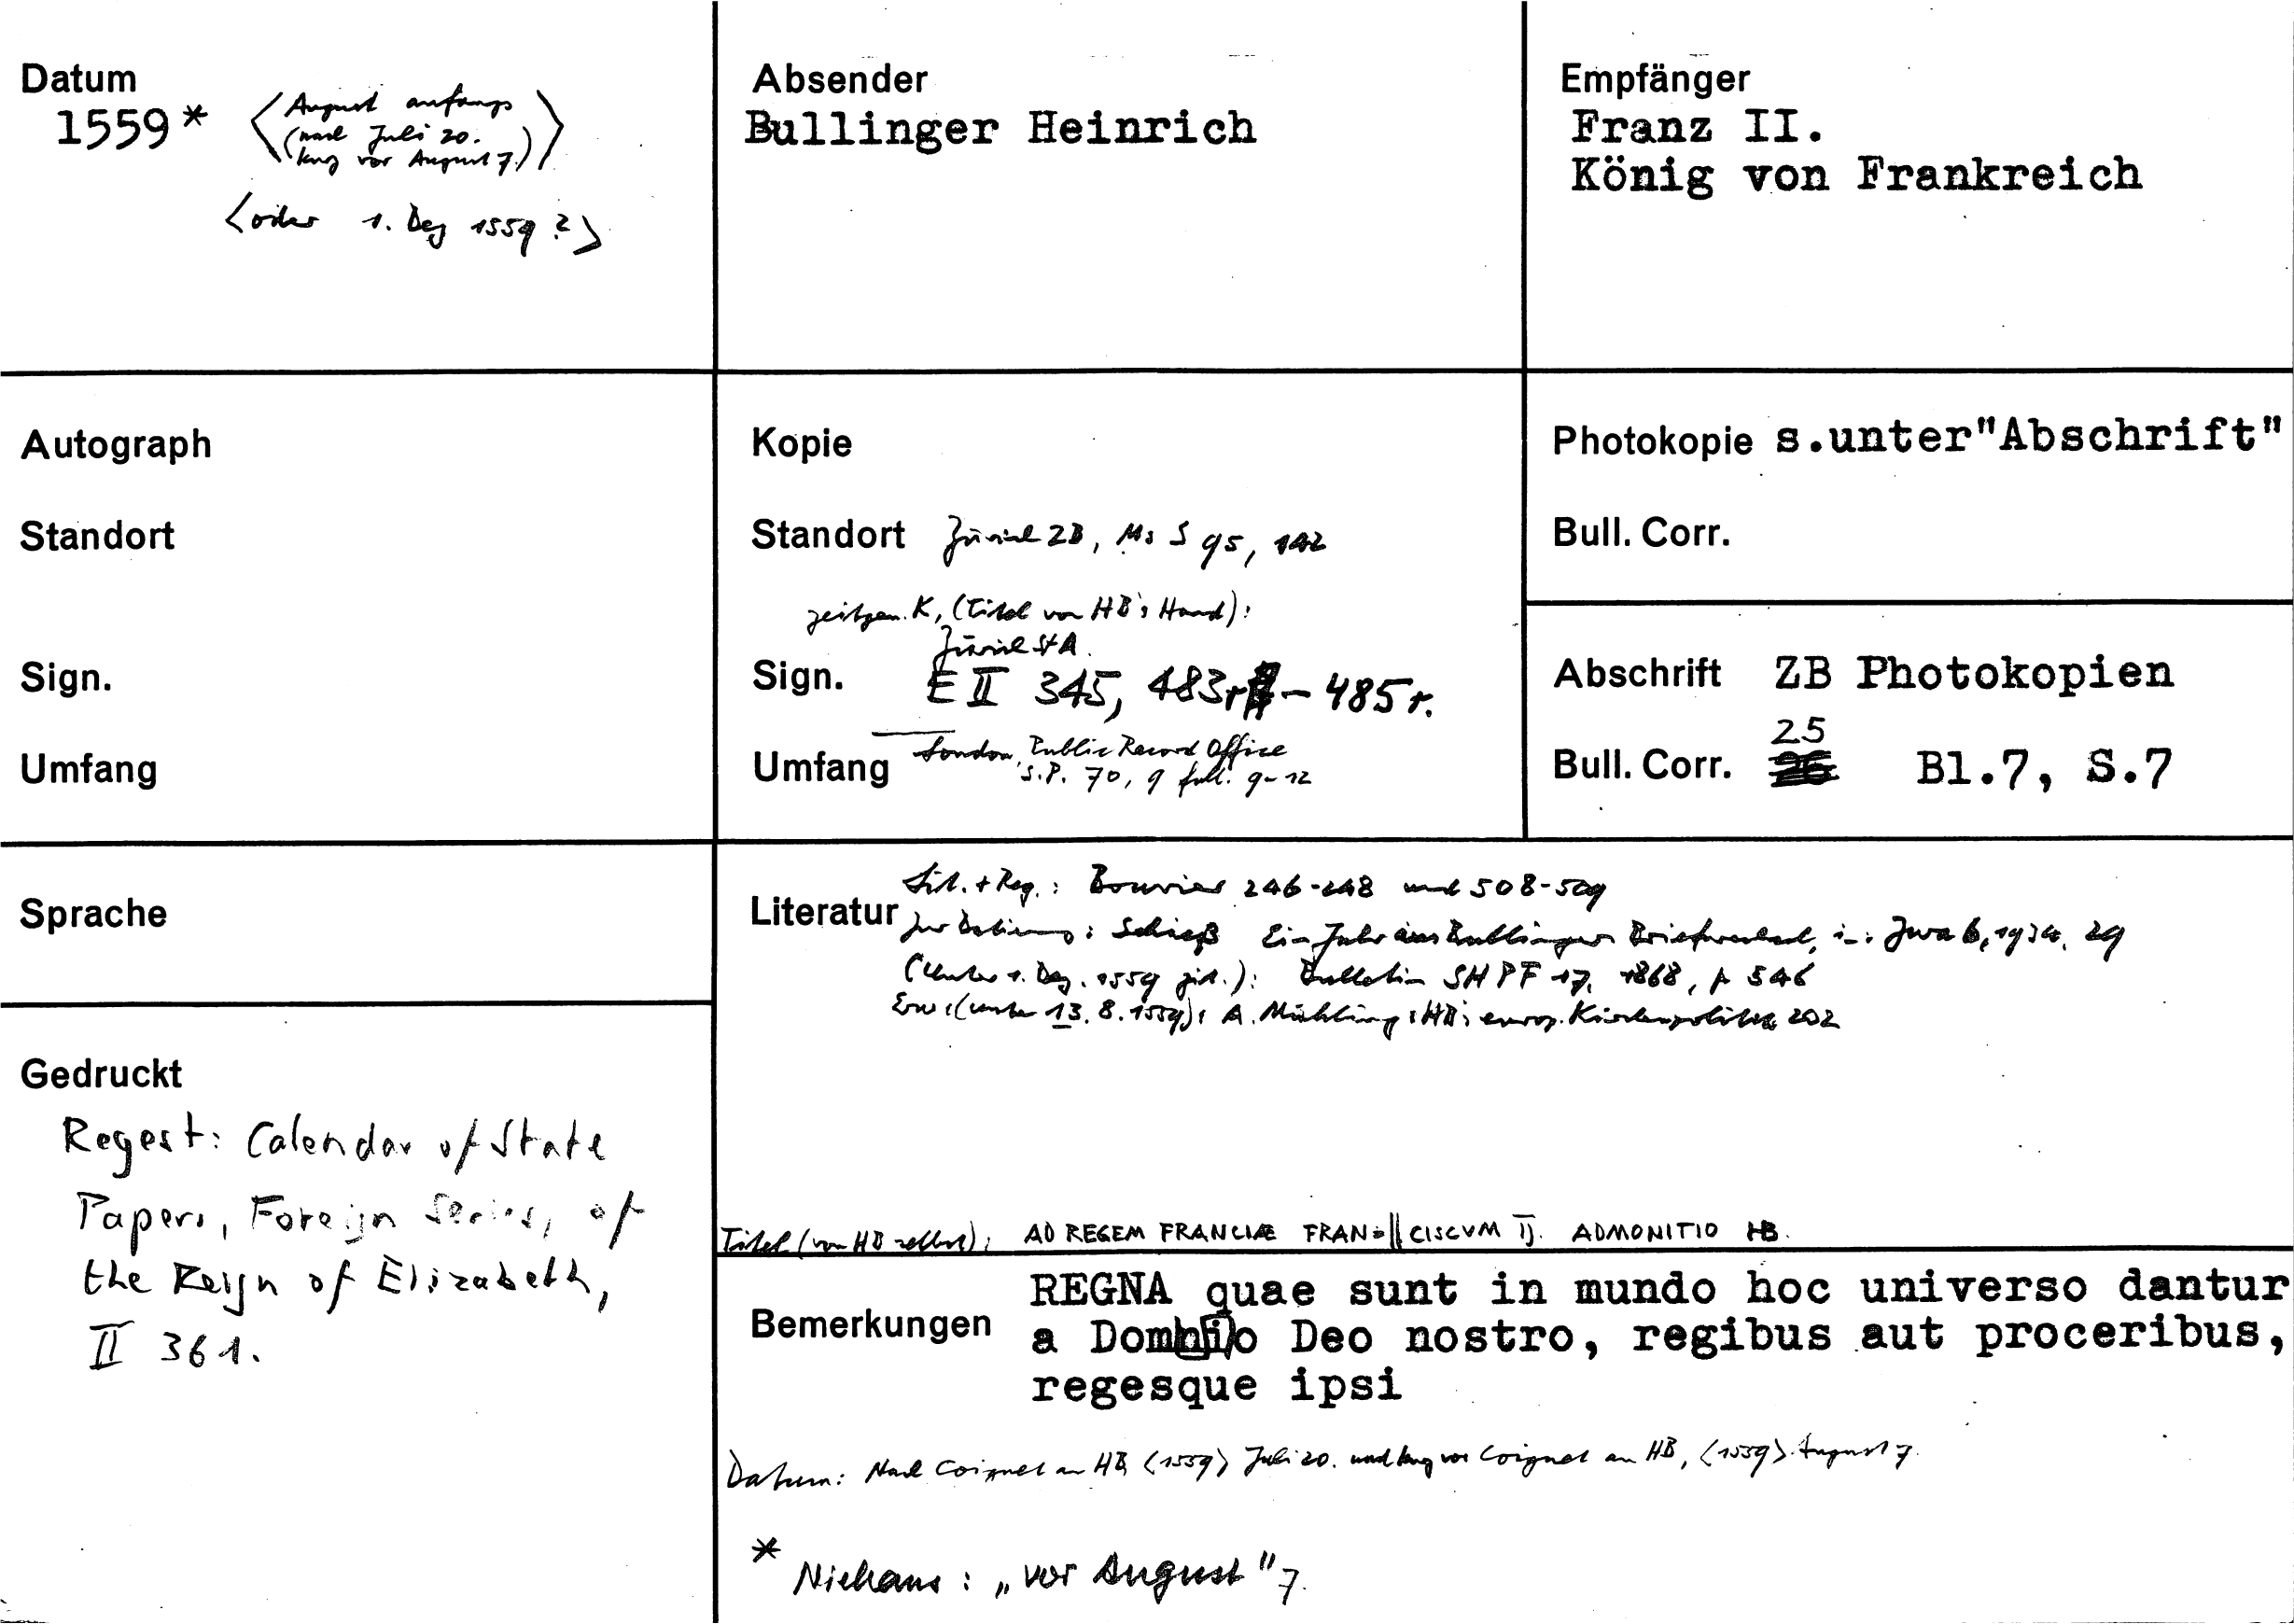 Datum
1559*
〈August anfangs
(nach Juli 20.
kurz vor August 7.)〉
〈oder 1. Dez 1559?〉
Absender
Bullinger Heinrich
Empfänger
Franz II.
König von Frankreich
Autograph
Standort
Sign.
Umfang
Kopie
Standort Zürich ZB, Ms S 95, 142
zeitgen. K, (Titel von HB's Hand):
Zürich StA.
Sign. E II 345, 483r - 485r.
Umfang London, Public Record Office
S.P. 70, 9 foll. 9-12
Photokopie s.unter"Abschrift"
Bull. Corr.
Abschrift ZB Photokopien
25
Bull. Corr. 26 Bl.7, S.7
Sprache
Gedruckt
Regest: Calendar of State
Papers, Foreign Series, of
the Reign of Elizabeth,
II 361.
Lit. + Reg.: Bouvier 246-248 und 508-509
Literatur zur Datierung: Schieß Ein Jahr aus Bullingers Briefwechsel, in: Zwa 6, 1934, 29
(unter 1. Dez. 1559 zit.): Bulletin SHPF 17, 1868, p 546
Erw: (unter 13. 8. 1559): A. Mühling: HB's europ. Kirchenpolitik 202
Titel (von HB selbst): AD REGEM FRANCIÆ FRAN=||CISCVM IJ. ADMONITIO HB.
Bemerkungen
REGNA quae sunt in mundo hoc universo dantur
a Domino Deo nostro, regibus aut proceribus,
regesque ipsi
Datum: Nach Coignet an HB, 〈1559〉 Juli 20. und kurz vor Coignet an HB, 〈1559〉 August 7.
* Niehans: „vor August" 7.